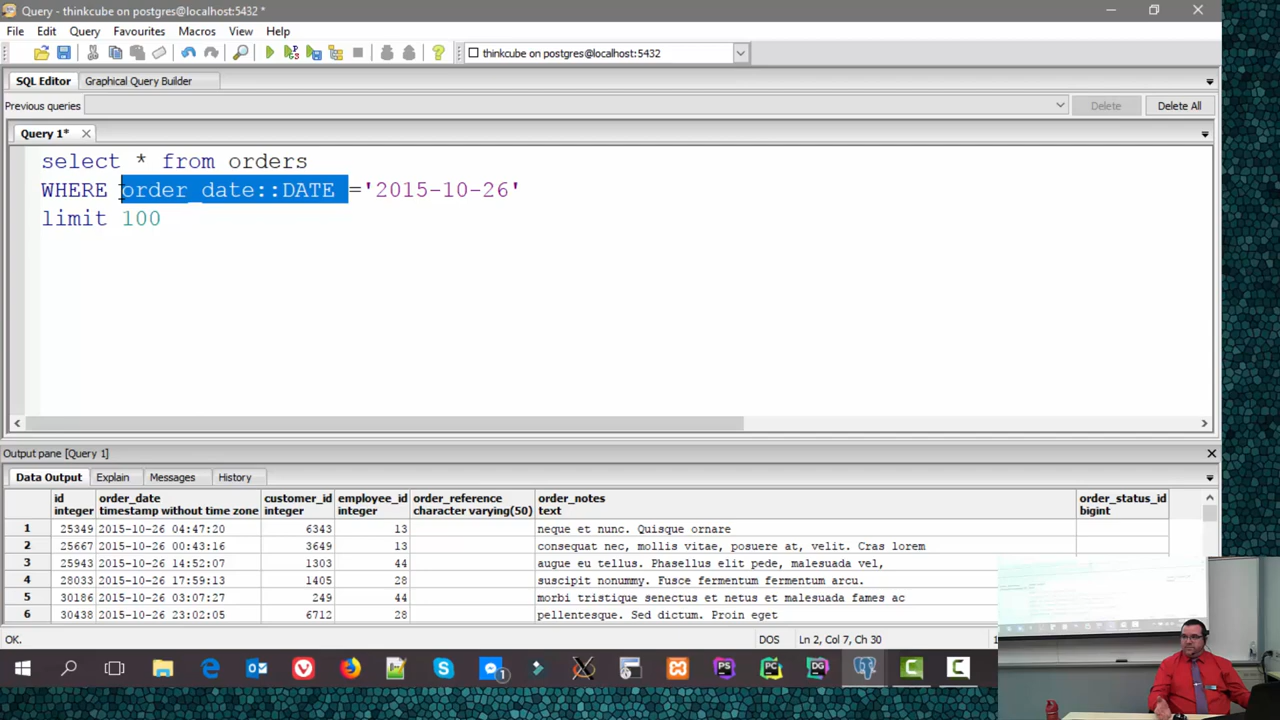 Query - thinkcube on postgres@localhost:5432 *
File Edit Query Favourites Macros View Help
thinkcube on postgres@localhost:5432
SQL Editor Graphical Query Builder
Previous queries Delete Delete All
Query 1*
select * from orders
WHERE order_date::DATE ='2015-10-26'
limit 100
Output pane [Query 1]
Data Output Explain Messages History
id order_date customer_id employee_id order_reference order_notes order_status_id
integer timestamp without time zone integer integer character varying(50) text bigint
1 25349 2015-10-26 04:47:20 6343 13 neque et nunc. Quisque ornare
2 25667 2015-10-26 00:43:16 3649 13 consequat nec, mollis vitae, posuere at, velit. Cras lorem
3 25943 2015-10-26 14:52:07 1303 44 augue eu tellus. Phasellus elit pede, malesuada vel,
4 28033 2015-10-26 17:59:13 1405 28 suscipit nonummy. Fusce fermentum fermentum arcu.
5 30186 2015-10-26 03:07:27 249 44 morbi tristique senectus et netus et malesuada fames ac
6 30438 2015-10-26 23:02:05 6712 28 pellentesque. Sed dictum. Proin eget
OK. DOS Ln 2, Col 7, Ch 30
1 PS PC DG